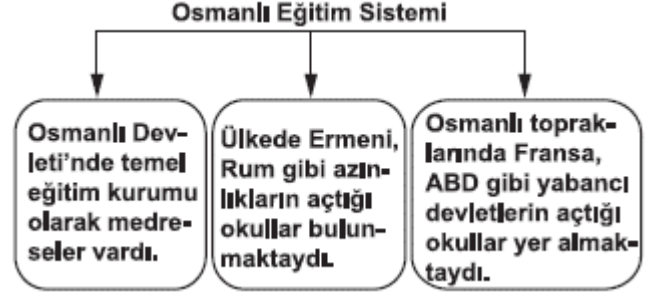 Osmanlı Eğitim Sistemi
Osmanlı Dev-
leti'nde temel
eğitim kurumu
olarak medre-
seler vardı.
Ülkede Ermeni,
Rum gibi azın-
lıkların açtığı
okullar bulun-
maktaydı.
Osmanlı toprak-
larında Fransa,
ABD gibi yabancı
devletlerin açtığı
okullar yer almak-
taydı.